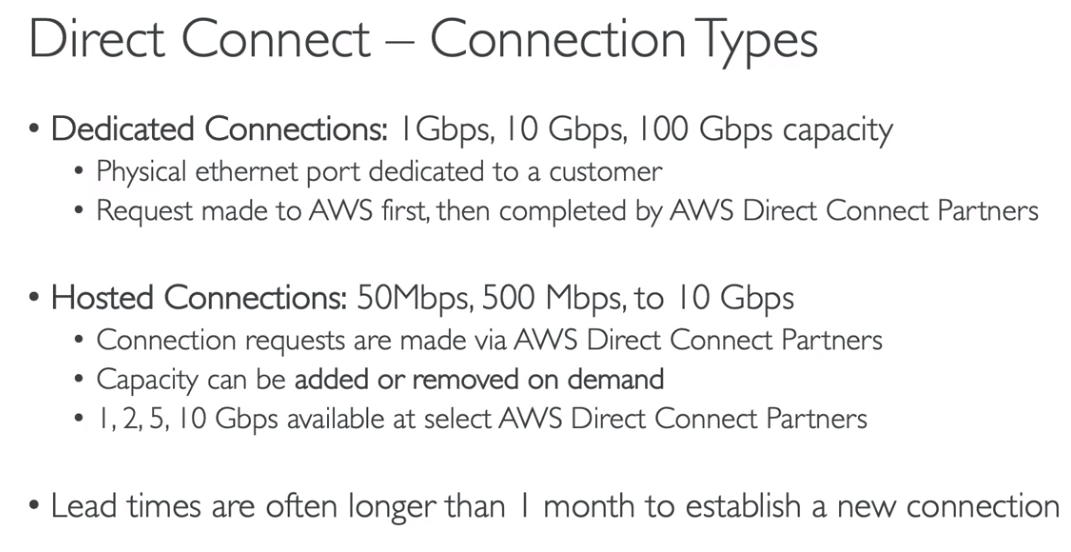 Direct Connect – Connection Types
• Dedicated Connections: 1Gbps, 10 Gbps, 100 Gbps capacity
• Physical ethernet port dedicated to a customer
• Request made to AWS first, then completed by AWS Direct Connect Partners
• Hosted Connections: 50Mbps, 500 Mbps, to 10 Gbps
• Connection requests are made via AWS Direct Connect Partners
• Capacity can be added or removed on demand
• 1, 2, 5, 10 Gbps available at select AWS Direct Connect Partners
• Lead times are often longer than 1 month to establish a new connection